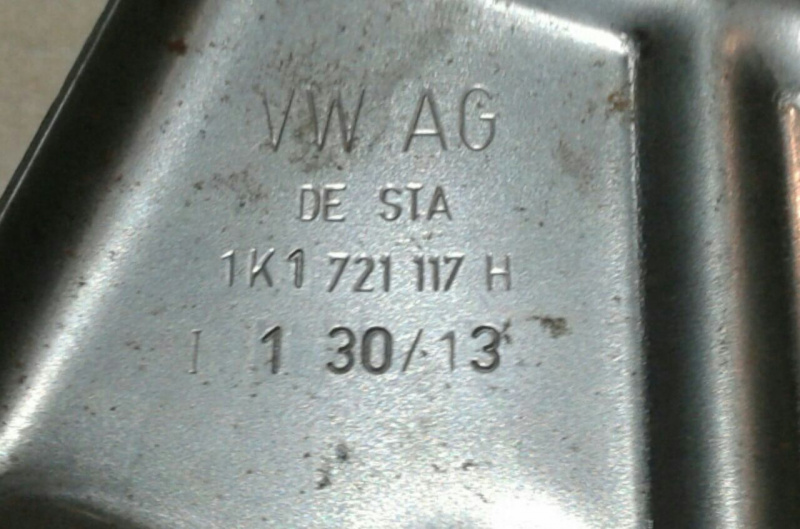 VW AG
DE STA
1K1 721 117 H
I 1 30/13